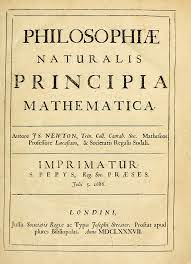 PHILOSOPHIÆ
NATURALIS
PRINCIPIA
MATHEMATICA.
Autore JS. NEWTON, Trin. Coll. Cantab. Soc. Matheseos
Professore Lucasiano, & Societatis Regalis Sodali.
IMPRIMATUR·
S. PEPYS, Reg. Soc. PRÆSES.
Julii 5. 1686.
LONDINI,
Jussu Societatis Regiæ ac Typis Josephi Streater. Prostat apud
plures Bibliopolas. Anno MDCLXXXVII.